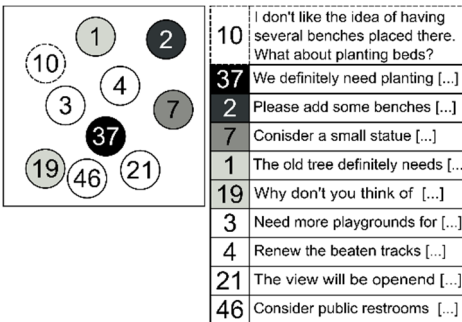 1
2
10
4
3
7
37
19
46
21
10
I don't like the idea of having
several benches placed there.
What about planting beds?
37 We definitely need planting [...]
2 Please add some benches [...]
7 Conisder a small statue [...]
1 The old tree definitely needs [...
19 Why don't you think of [...]
3 Need more playgrounds for [...]
4 Renew the beaten tracks [...]
21 The view will be openend [...]
46 Consider public restrooms [...]